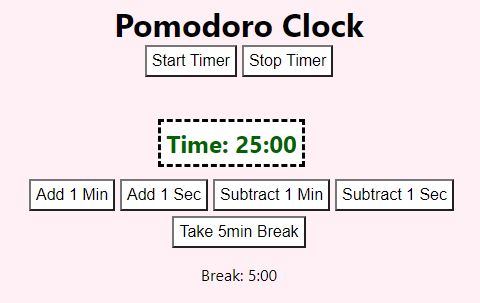 Pomodoro Clock
Start Timer Stop Timer
Time: 25:00
Add 1 Min Add 1 Sec Subtract 1 Min Subtract 1 Sec
Take 5min Break
Break: 5:00